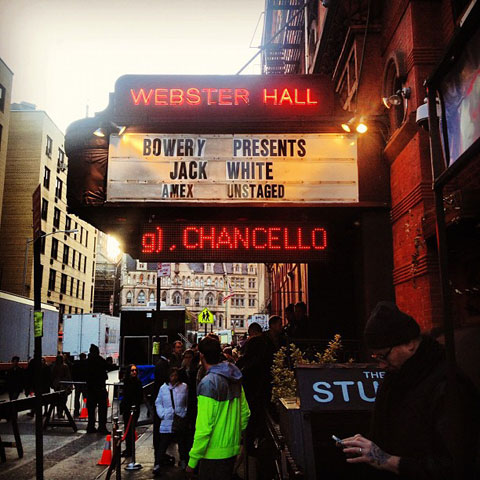 WEBSTER HALL
BOWERY PRESENTS
JACK WHITE
AMEX UNSTAGED
g), CHANCELLO
THE
STU